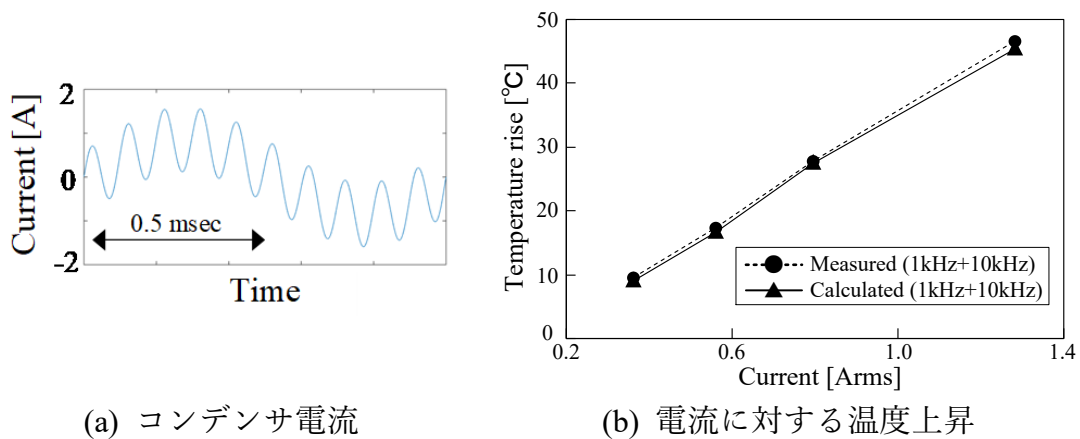 2
0
-2
Current [A]
0.5 msec
Time
(a) コンデンサ電流
50
40
30
20
10
0
Temperature rise [℃]
Measured (1kHz+10kHz)
Calculated (1kHz+10kHz)
0.2 0.6 1.0 1.4
Current [Arms]
(b) 電流に対する温度上昇